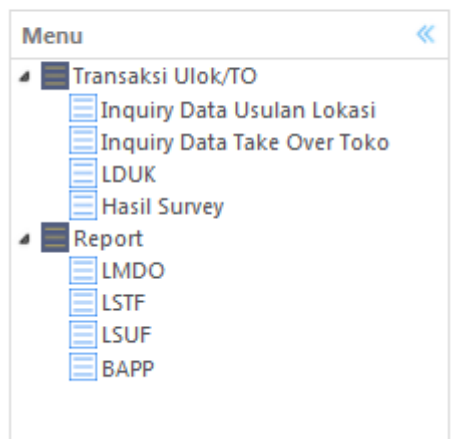 Menu
Transaksi Ulok/TO
Inquiry Data Usulan Lokasi
Inquiry Data Take Over Toko
LDUK
Hasil Survey
Report
LMDO
LSTF
LSUF
BAPP